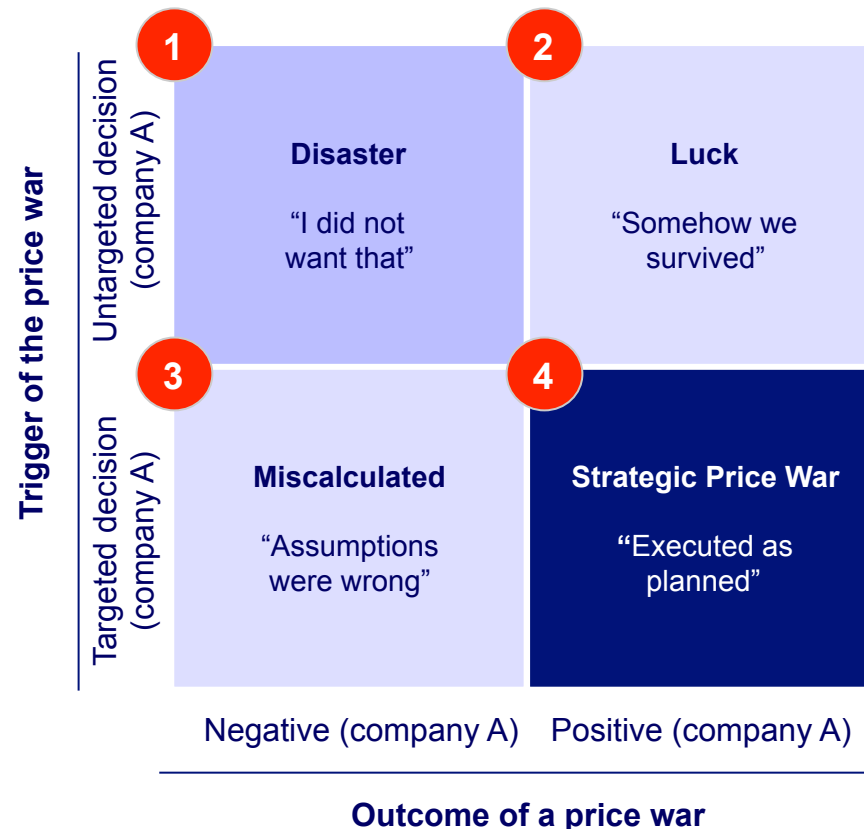 1
2
Trigger of the price war
Untargeted decision
(company A)
Disaster
“I did not
want that”
Luck
“Somehow we
survived”
3
4
Targeted decision
(company A)
Miscalculated
“Assumptions
were wrong”
Strategic Price War
“Executed as
planned”
Negative (company A)
Positive (company A)
Outcome of a price war